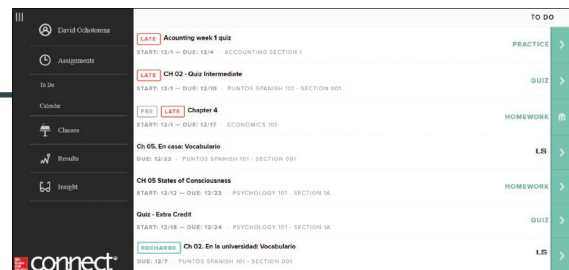 TO DO
David Ochotorena
Assignments
To Do
Calendar
Classes
Results
Insight
Mc Graw Hill Education
connect®
LATE Acounting week 1 quiz
START: 12/1 — DUE: 12/4 · ACCOUNTING SECTION 1
PRACTICE
LATE CH 02 - Quiz Intermediate
START: 12/1 — DUE: 12/10 · PUNTOS SPANISH 101 - SECTION 001
QUIZ
PRE LATE Chapter 4
START: 12/1 — DUE: 12/17 · ECONOMICS 101
HOMEWORK
Ch 05. En casa: Vocabulario
DUE: 12/22 · PUNTOS SPANISH 101 - SECTION 001
LS
CH 05 States of Consciousness
START: 12/12 — DUE: 12/23 · PSYCHOLOGY 101 - SECTION 1A
HOMEWORK
Quiz - Extra Credit
START: 12/18 — DUE: 12/24 · PSYCHOLOGY 101 - SECTION 1A
QUIZ
RECHARGE Ch 02. En la universidad: Vocabulario
DUE: 12/7 · PUNTOS SPANISH 101 - SECTION 001
LS